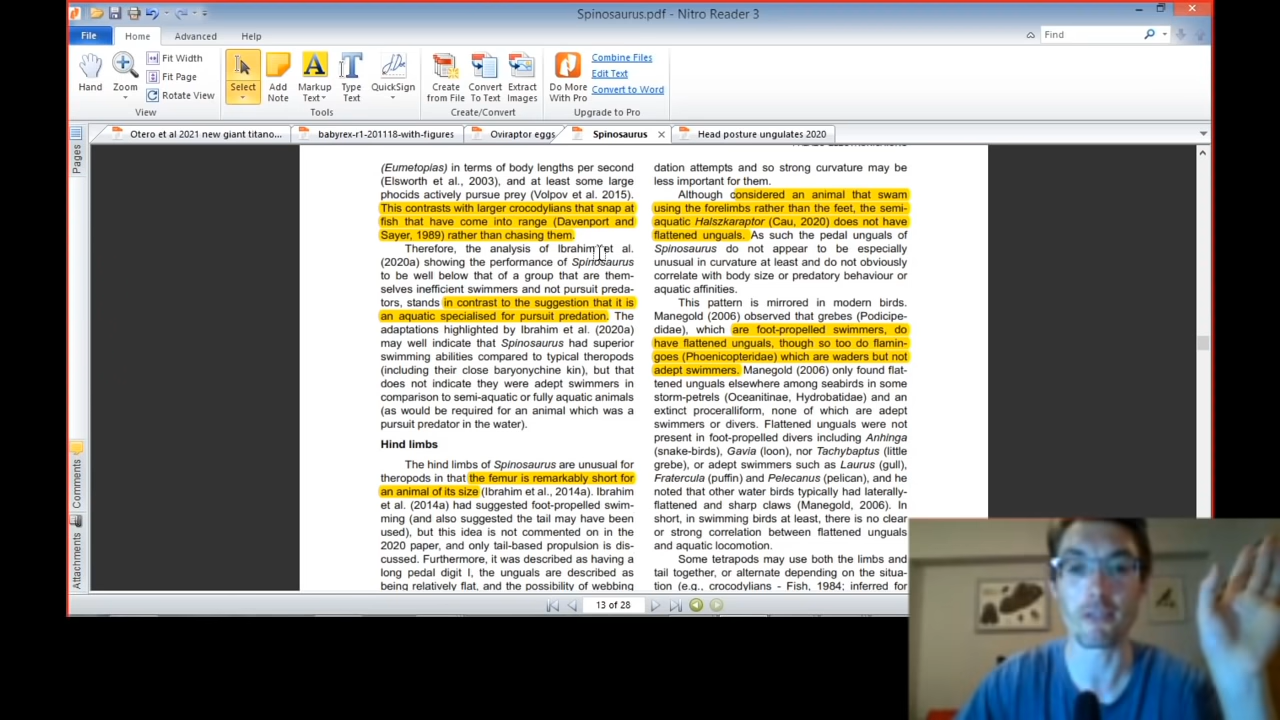 Spinosaurus.pdf - Nitro Reader 3
File Home Advanced Help
Find
Hand
Zoom
Fit Width
Fit Page
Rotate View
View
Select
Add Note
Markup Text
Type Text
QuickSign
Tools
Create from File
Convert To Text
Extract Images
Create/Convert
Do More With Pro
Combine Files
Edit Text
Convert to Word
Upgrade to Pro
Otero et al 2021 new giant titano...
babyrex-r1-201118-with-figures
Oviraptor eggs
Spinosaurus
Head posture ungulates 2020
Pages
Comments
Attachments
(Eumetopias) in terms of body lengths per second
(Elsworth et al., 2003), and at least some large
phocids actively pursue prey (Volpov et al. 2015).
This contrasts with larger crocodylians that snap at
fish that have come into range (Davenport and
Sayer, 1989) rather than chasing them.
Therefore, the analysis of Ibrahim et al.
(2020a) showing the performance of Spinosaurus
to be well below that of a group that are them-
selves inefficient swimmers and not pursuit preda-
tors, stands in contrast to the suggestion that it is
an aquatic specialised for pursuit predation. The
adaptations highlighted by Ibrahim et al. (2020a)
may well indicate that Spinosaurus had superior
swimming abilities compared to typical theropods
(including their close baryonychine kin), but that
does not indicate they were adept swimmers in
comparison to semi-aquatic or fully aquatic animals
(as would be required for an animal which was a
pursuit predator in the water).
Hind limbs
The hind limbs of Spinosaurus are unusual for
theropods in that the femur is remarkably short for
an animal of its size (Ibrahim et al., 2014a). Ibrahim
et al. (2014a) had suggested foot-propelled swim-
ming (and also suggested the tail may have been
used), but this idea is not commented on in the
2020 paper, and only tail-based propulsion is dis-
cussed. Furthermore, it was described as having a
long pedal digit I, the unguals are described as
being relatively flat, and the possibility of webbing
dation attempts and so strong curvature may be
less important for them.
Although considered an animal that swam
using the forelimbs rather than the feet, the semi-
aquatic Halszkaraptor (Cau, 2020) does not have
flattened unguals. As such the pedal unguals of
Spinosaurus do not appear to be especially
unusual in curvature at least and do not obviously
correlate with body size or predatory behaviour or
aquatic affinities.
This pattern is mirrored in modern birds.
Manegold (2006) observed that grebes (Podicipe-
didae), which are foot-propelled swimmers, do
have flattened unguals, though so too do flamin-
goes (Phoenicopteridae) which are waders but not
adept swimmers. Manegold (2006) only found flat-
tened unguals elsewhere among seabirds in some
storm-petrels (Oceanitinae, Hydrobatidae) and an
extinct proceralliform, none of which are adept
swimmers or divers. Flattened unguals were not
present in foot-propelled divers including Anhinga
(snake-birds), Gavia (loon), nor Tachybaptus (little
grebe), or adept swimmers such as Laurus (gull),
Fratercula (puffin) and Pelecanus (pelican), and he
noted that other water birds typically had laterally-
flattened and sharp claws (Manegold, 2006). In
short, in swimming birds at least, there is no clear
or strong correlation between flattened unguals
and aquatic locomotion.
Some tetrapods may use both the limbs and
tail together, or alternate depending on the situa-
tion (e.g., crocodylians - Fish, 1984; inferred for
13 of 28